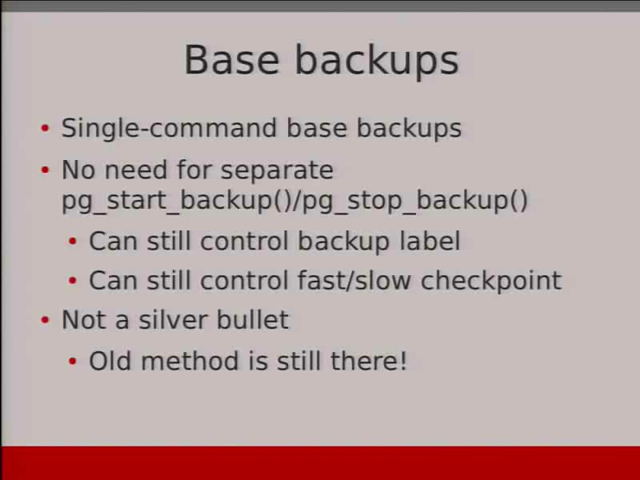 Base backups
• Single-command base backups
• No need for separate
pg_start_backup()/pg_stop_backup()
• Can still control backup label
• Can still control fast/slow checkpoint
• Not a silver bullet
• Old method is still there!